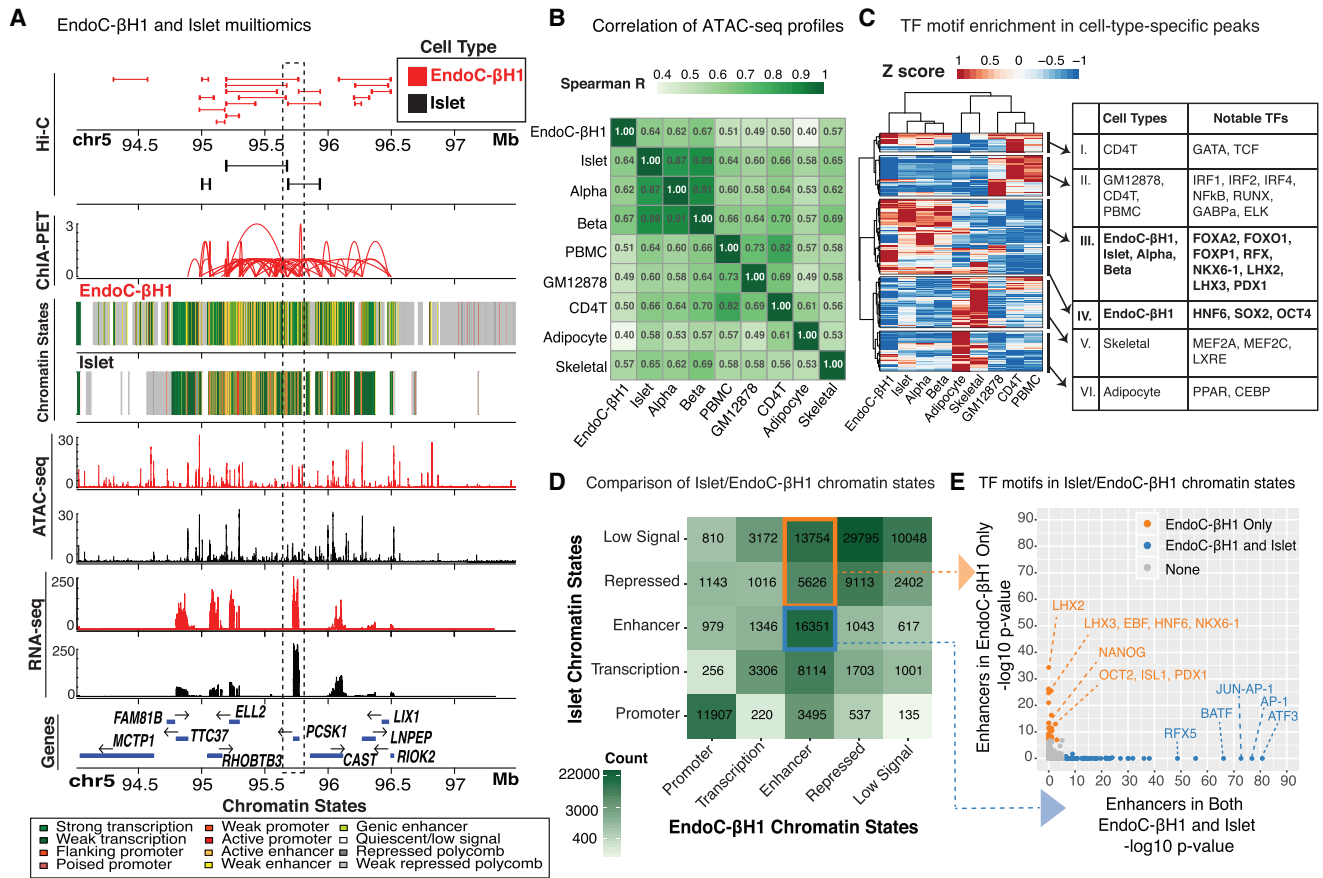 A
EndoC-βH1 and Islet muiltiomics
Cell Type
EndoC-βH1
Islet
Hi-C
chr5
Mb
94.5 95 95.5 96 96.5 97
ChIA-PET
3
0
EndoC-βH1
Chromatin States
Islet
ATAC-seq
30
0
30
0
RNA-seq
250
0
250
0
94.5 95 95.5 96 96.5 97
Genes
FAM81B
ELL2
LIX1
MCTP1
TTC37
PCSK1
LNPEP
RHOBTB3
CAST
RIOK2
chr5
Mb
94.5 95 95.5 96 96.5 97
Chromatin States
Strong transcription
Weak transcription
Flanking promoter
Poised promoter
Weak promoter
Active promoter
Active enhancer
Weak enhancer
Genic enhancer
Quiescent/low signal
Repressed polycomb
Weak repressed polycomb
B
Correlation of ATAC-seq profiles
Spearman R
0.4 0.5 0.6 0.7 0.8 0.9 1
EndoC-βH1 1.00 0.64 0.62 0.67 0.51 0.49 0.50 0.40 0.57
Islet 0.64 1.00 0.87 0.89 0.64 0.60 0.66 0.58 0.65
Alpha 0.62 0.87 1.00 0.91 0.60 0.58 0.64 0.53 0.62
Beta 0.67 0.89 0.91 1.00 0.66 0.64 0.70 0.57 0.69
PBMC 0.51 0.64 0.60 0.66 1.00 0.73 0.82 0.57 0.58
GM12878 0.49 0.60 0.58 0.64 0.73 1.00 0.69 0.49 0.58
CD4T 0.50 0.66 0.64 0.70 0.82 0.69 1.00 0.61 0.56
Adipocyte 0.40 0.58 0.53 0.57 0.57 0.49 0.61 1.00 0.53
Skeletal 0.57 0.65 0.62 0.69 0.58 0.58 0.56 0.53 1.00
EndoC-βH1 Islet Alpha Beta PBMC GM12878 CD4T Adipocyte Skeletal
C
TF motif enrichment in cell-type-specific peaks
Z score
1 0.5 0 −0.5 −1
EndoC-βH1 Islet Alpha Beta Adipocyte Skeletal GM12878 CD4T PBMC
Cell Types Notable TFs
I. CD4T GATA, TCF
II. GM12878, IRF1, IRF2, IRF4,
CD4T, NFkB, RUNX,
PBMC GABPa, ELK
III. EndoC-βH1, FOXA2, FOXO1,
Islet, Alpha, FOXP1, RFX,
Beta NKX6-1, LHX2,
LHX3, PDX1
IV. EndoC-βH1 HNF6, SOX2, OCT4
V. Skeletal MEF2A, MEF2C,
LXRE
VI. Adipocyte PPAR, CEBP
D
Comparison of Islet/EndoC-βH1 chromatin states
Islet Chromatin States
Low Signal 810 3172 13754 29795 10048
Repressed 1143 1016 5626 9113 2402
Enhancer 979 1346 16351 1043 617
Transcription 256 3306 8114 1703 1001
Promoter 11907 220 3495 537 135
Promoter Transcription Enhancer Repressed Low Signal
EndoC-βH1 Chromatin States
Count
22000
3000
400
E
TF motifs in Islet/EndoC-βH1 chromatin states
Enhancers in EndoC-βH1 Only
-log10 p-value
90
80
70
60
50
40
30
20
10
0
EndoC-βH1 Only
EndoC-βH1 and Islet
None
LHX2
LHX3, EBF, HNF6, NKX6-1
NANOG
OCT2, ISL1, PDX1
JUN-AP-1
AP-1
BATF
ATF3
RFX5
0 10 20 30 40 50 60 70 80 90
Enhancers in Both
EndoC-βH1 and Islet
-log10 p-value